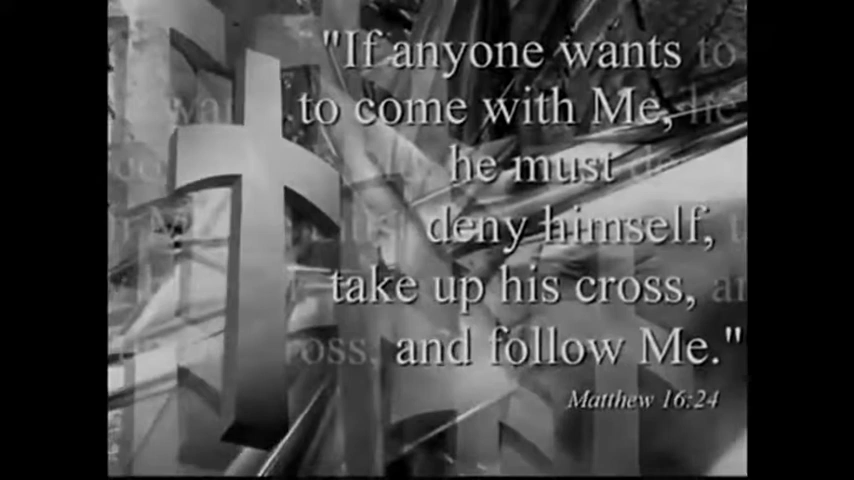 "If anyone wants
to come with Me,
he must
deny himself,
take up his cross,
and follow Me."
Matthew 16:24